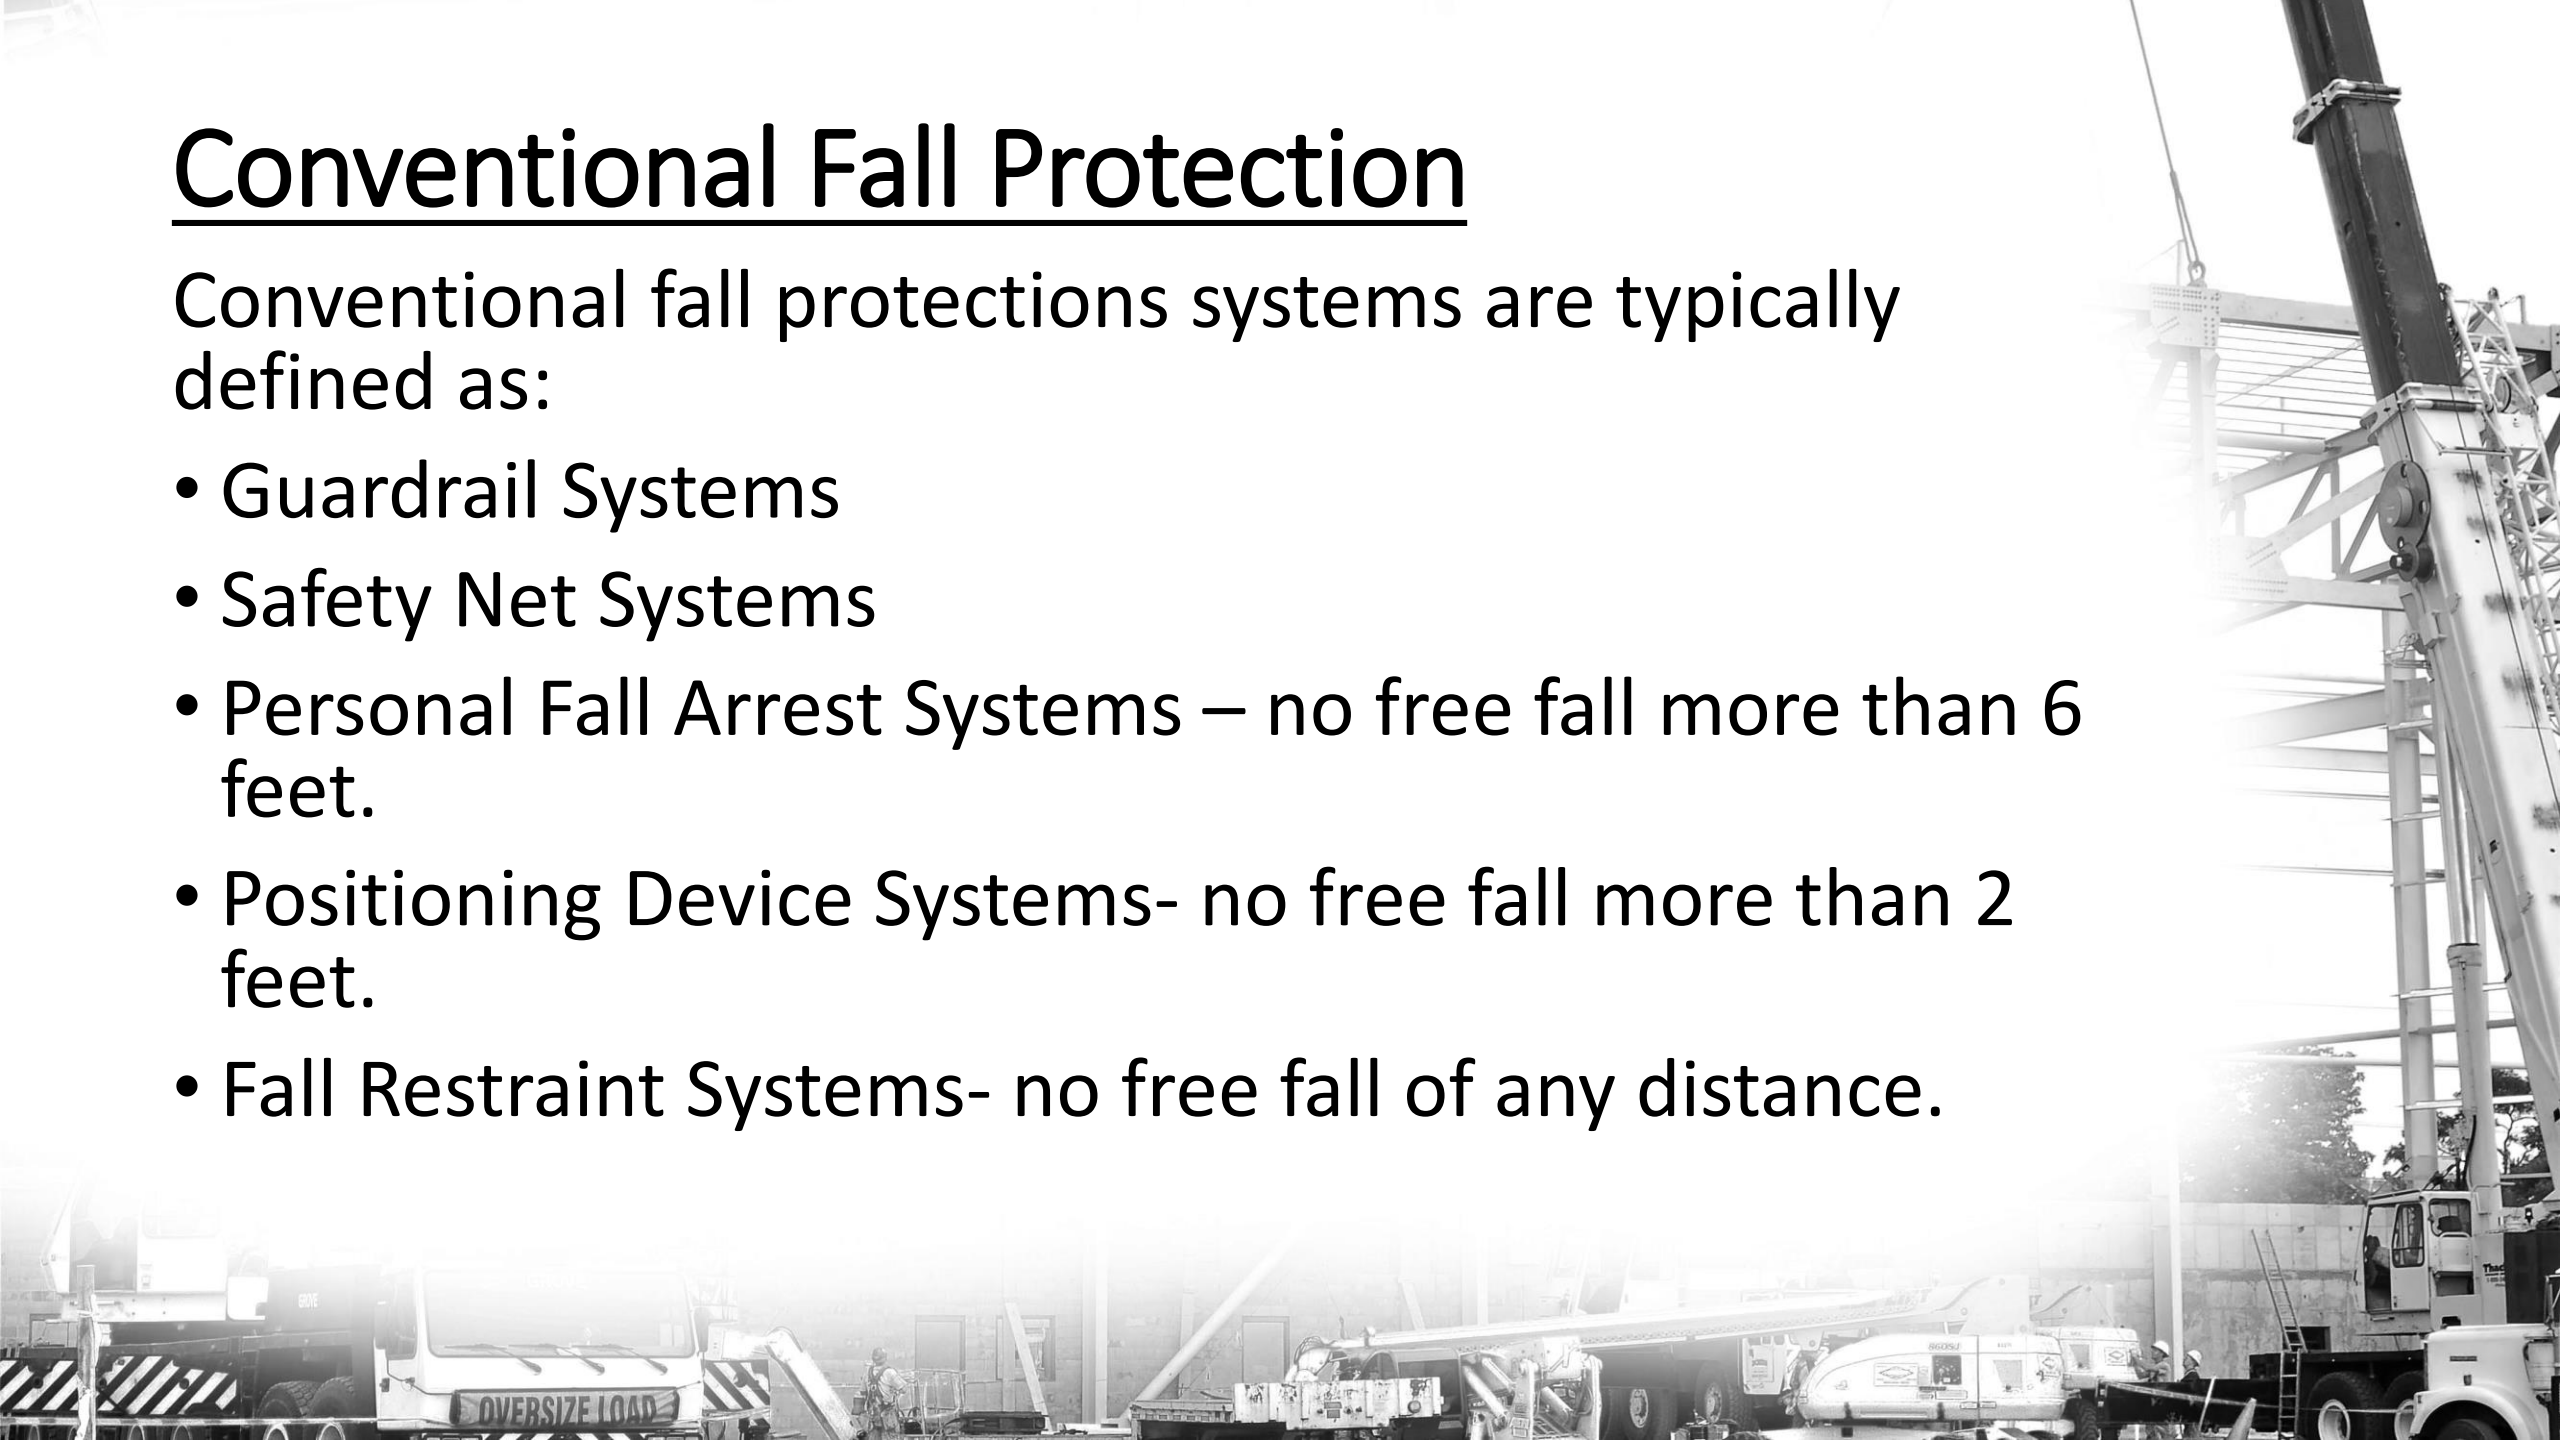 Conventional Fall Protection
Conventional fall protections systems are typically
defined as:
• Guardrail Systems
• Safety Net Systems
• Personal Fall Arrest Systems – no free fall more than 6
feet.
• Positioning Device Systems- no free fall more than 2
feet.
• Fall Restraint Systems- no free fall of any distance.
GROVE
OVERSIZE LOAD